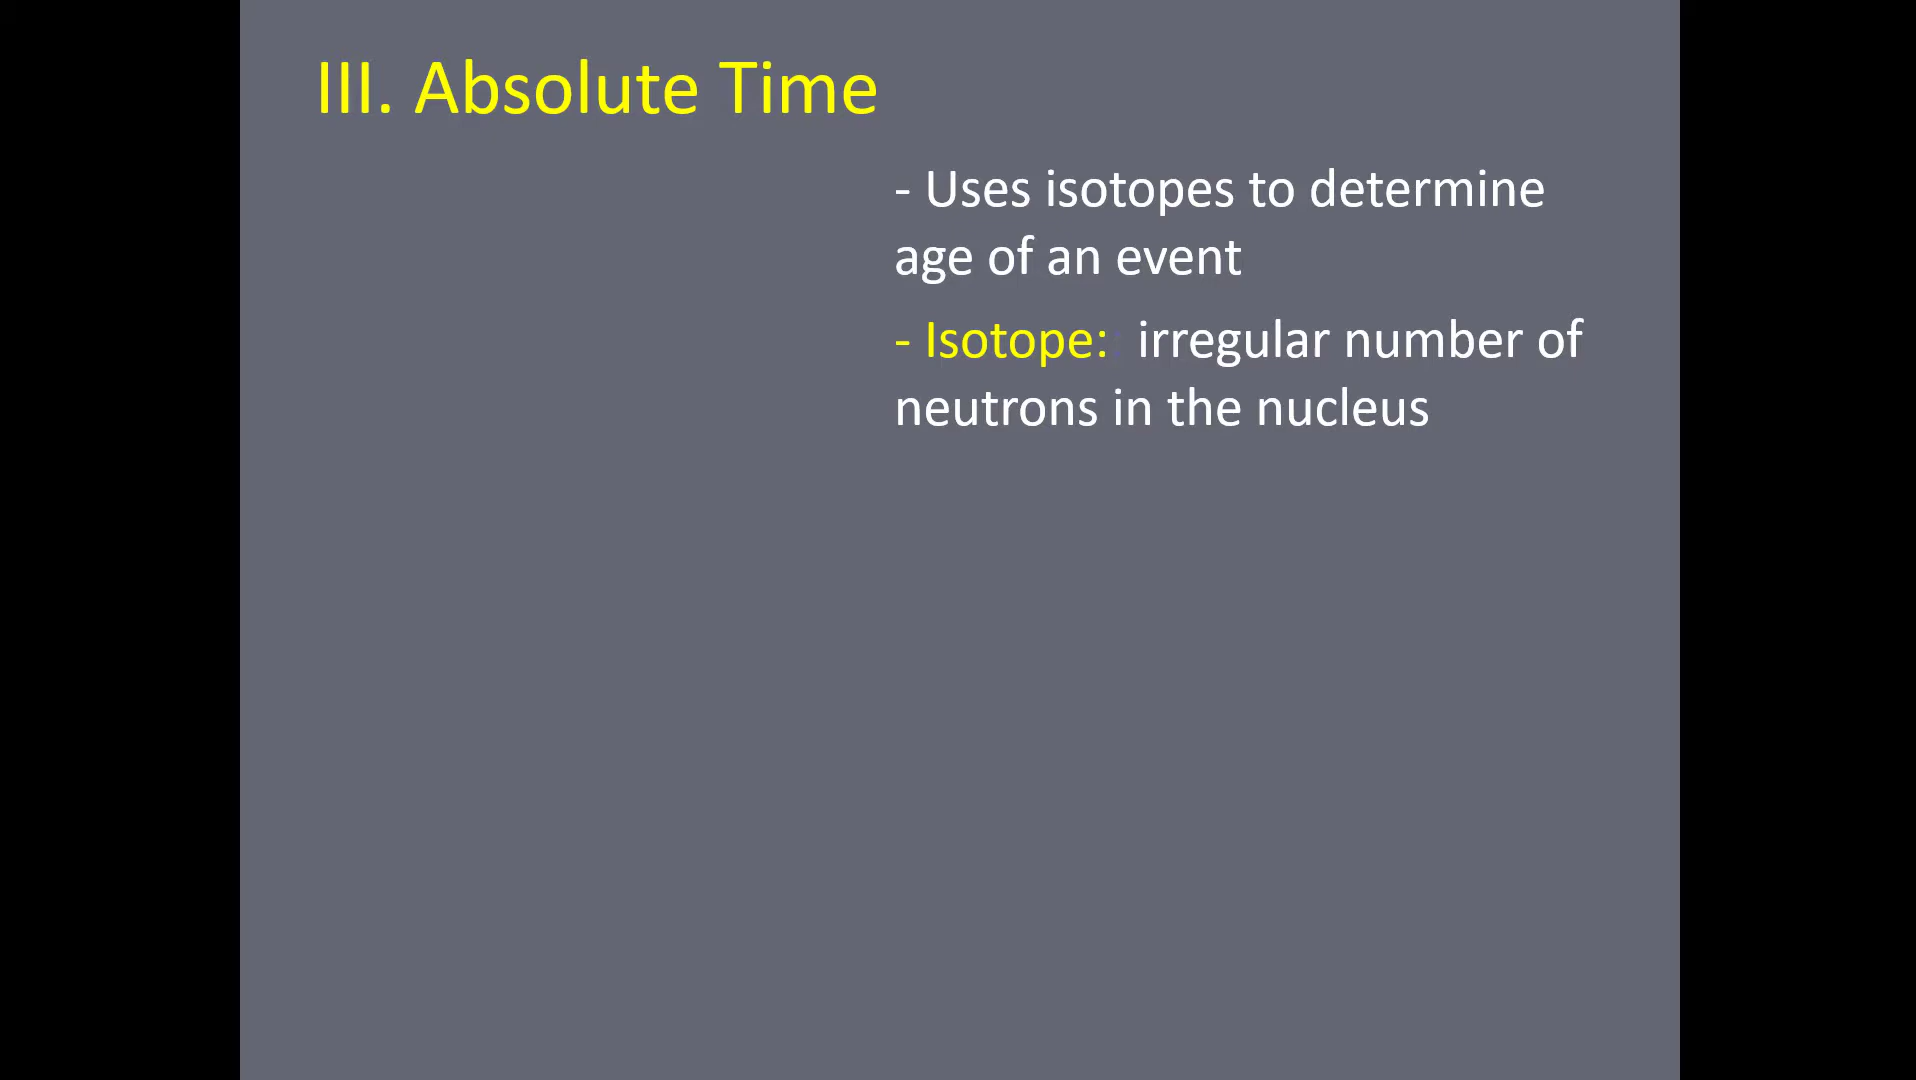 III. Absolute Time
- Uses isotopes to determine
age of an event
- Isotope: irregular number of
neutrons in the nucleus